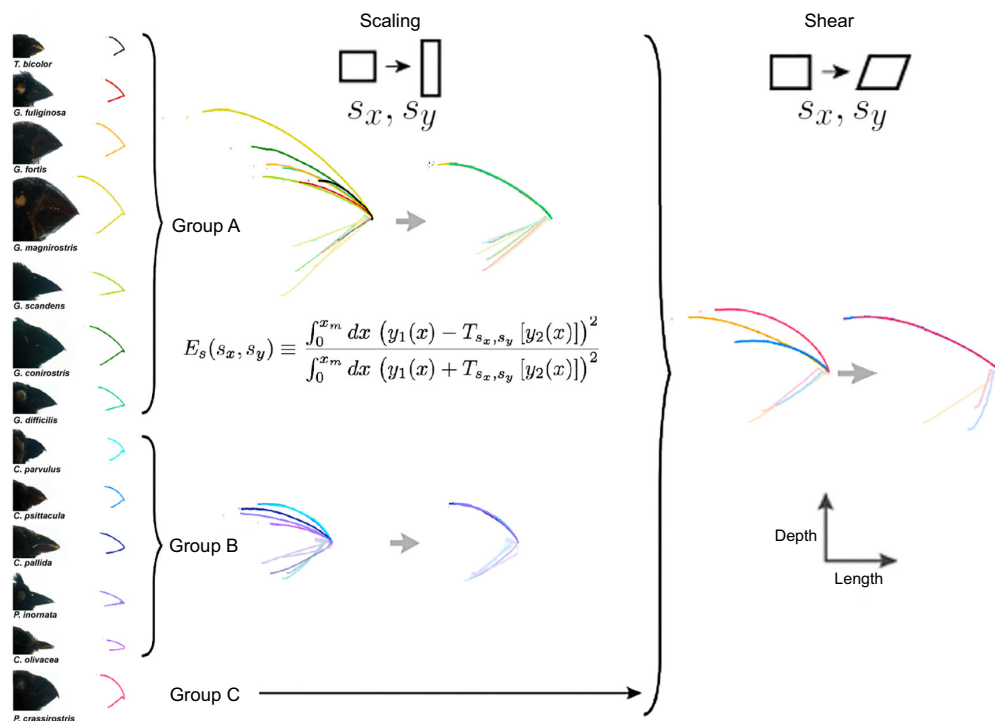 Scaling
Shear
s_x, s_y
s_x, s_y
T. bicolor
G. fuliginosa
G. fortis
G. magnirostris
G. scandens
G. conirostris
G. difficilis
C. parvulus
C. psittacula
C. pallida
P. inornata
C. olivacea
P. crassirostris
Group A
E_s(s_x, s_y) ≡ ∫_0^{x_m} dx (y_1(x) − T_{s_x,s_y} [y_2(x)])^2
∫_0^{x_m} dx (y_1(x) + T_{s_x,s_y} [y_2(x)])^2
Group B
Group C
Depth
Length